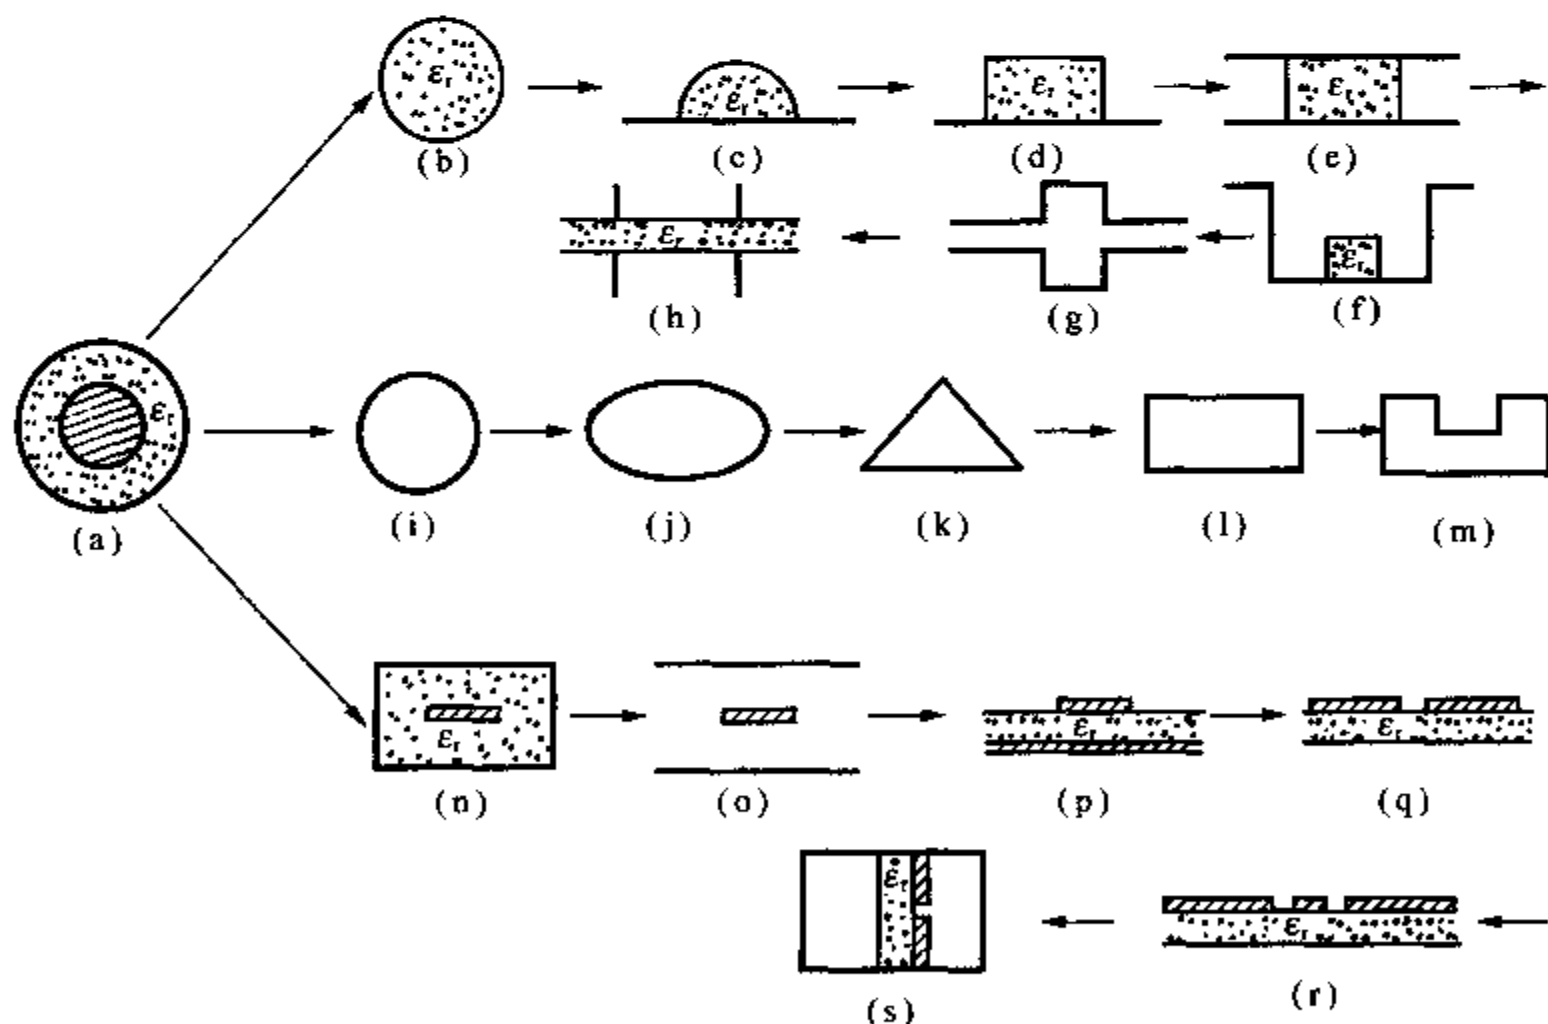 εr
εr
εr
εr
(b)
(c)
(d)
(e)
εr
εr
(h)
(g)
(f)
εr
(a)
(i)
(j)
(k)
(l)
(m)
εr
εr
εr
(n)
(o)
(p)
(q)
εr
εr
(s)
(r)